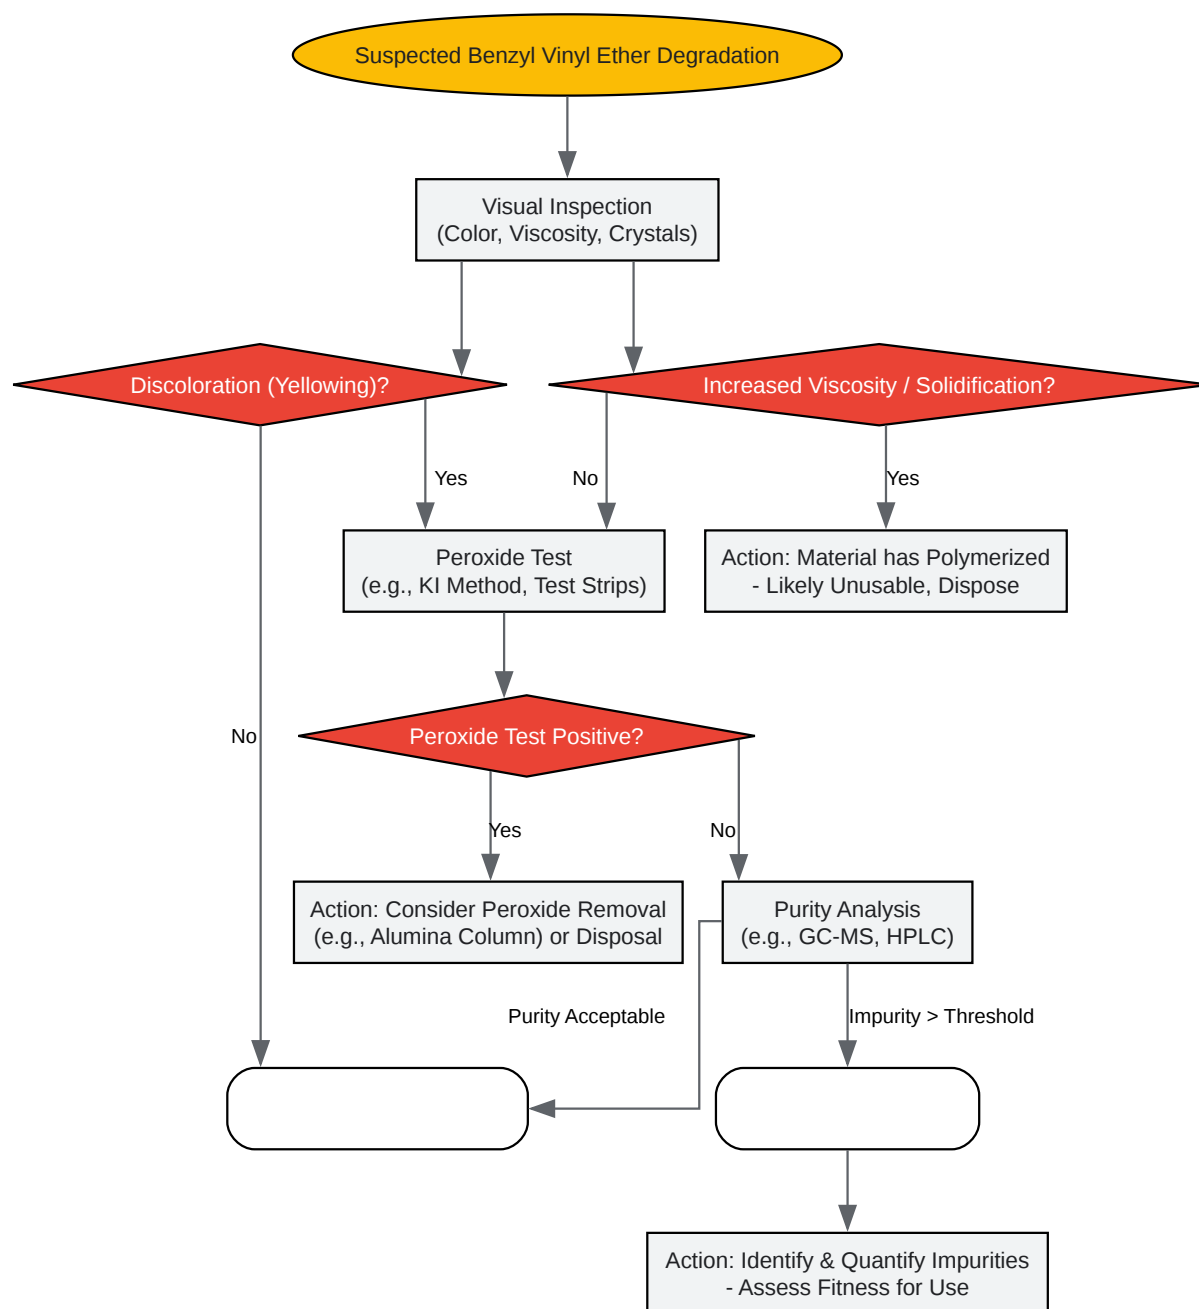 Suspected Benzyl Vinyl Ether Degradation
Visual Inspection
(Color, Viscosity, Crystals)
Discoloration (Yellowing)?
Increased Viscosity / Solidification?
Yes
No
Yes
Peroxide Test
(e.g., KI Method, Test Strips)
Action: Material has Polymerized
- Likely Unusable, Dispose
No
Peroxide Test Positive?
Yes
No
Action: Consider Peroxide Removal
(e.g., Alumina Column) or Disposal
Purity Analysis
(e.g., GC-MS, HPLC)
Purity Acceptable
Impurity > Threshold
Action: Identify & Quantify Impurities
- Assess Fitness for Use